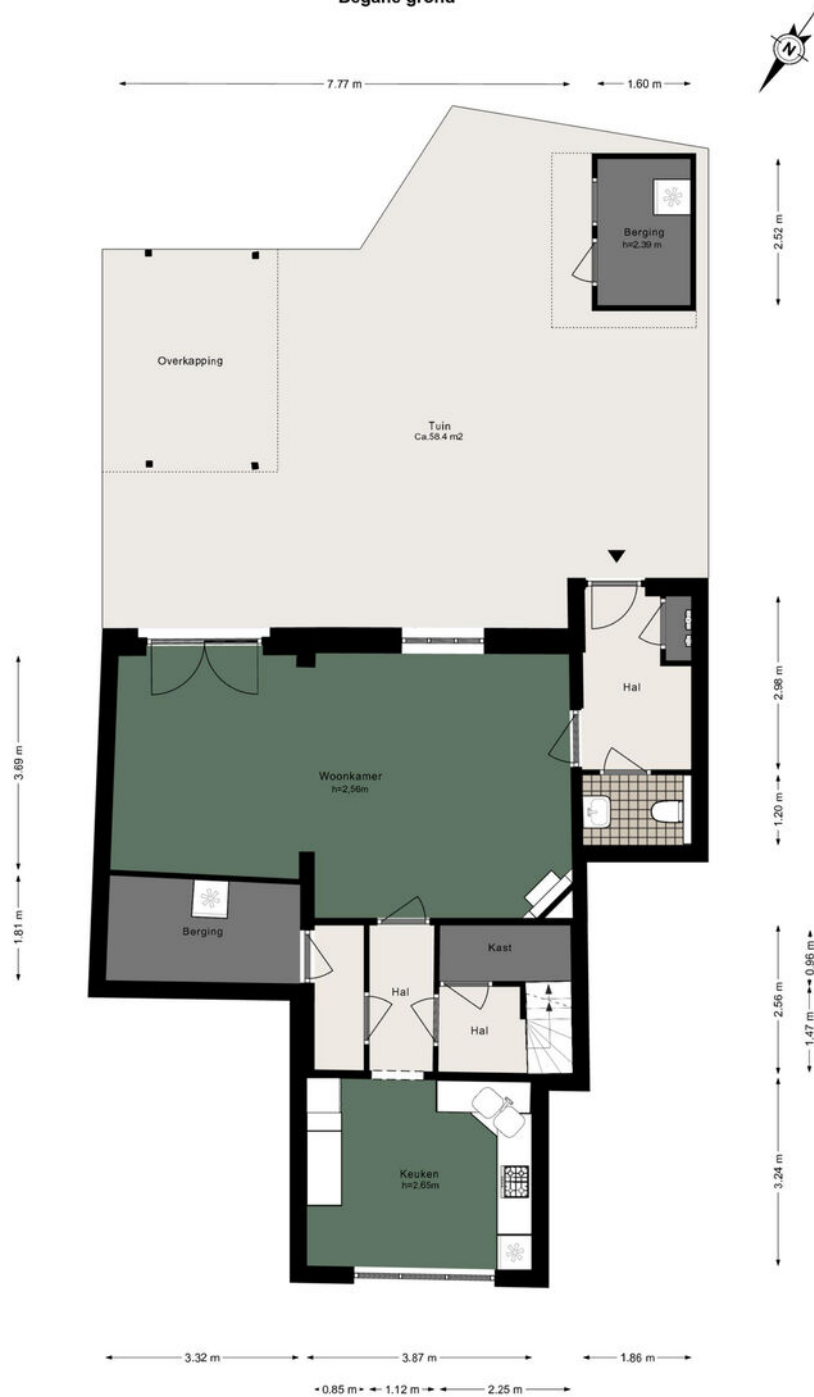 N
7.77 m
1.60 m
2.52 m
Berging
h=2.39 m
Overkapping
Tuin
Ca.58.4 m2
Hal
2.98 m
3.69 m
Woonkamer
h=2,56m
1.20 m
1.81 m
Berging
Kast
Hal
Hal
2.56 m
0.96 m
1.47 m
Keuken
h=2.65m
3.24 m
3.32 m
3.87 m
1.86 m
0.85 m
1.12 m
2.25 m